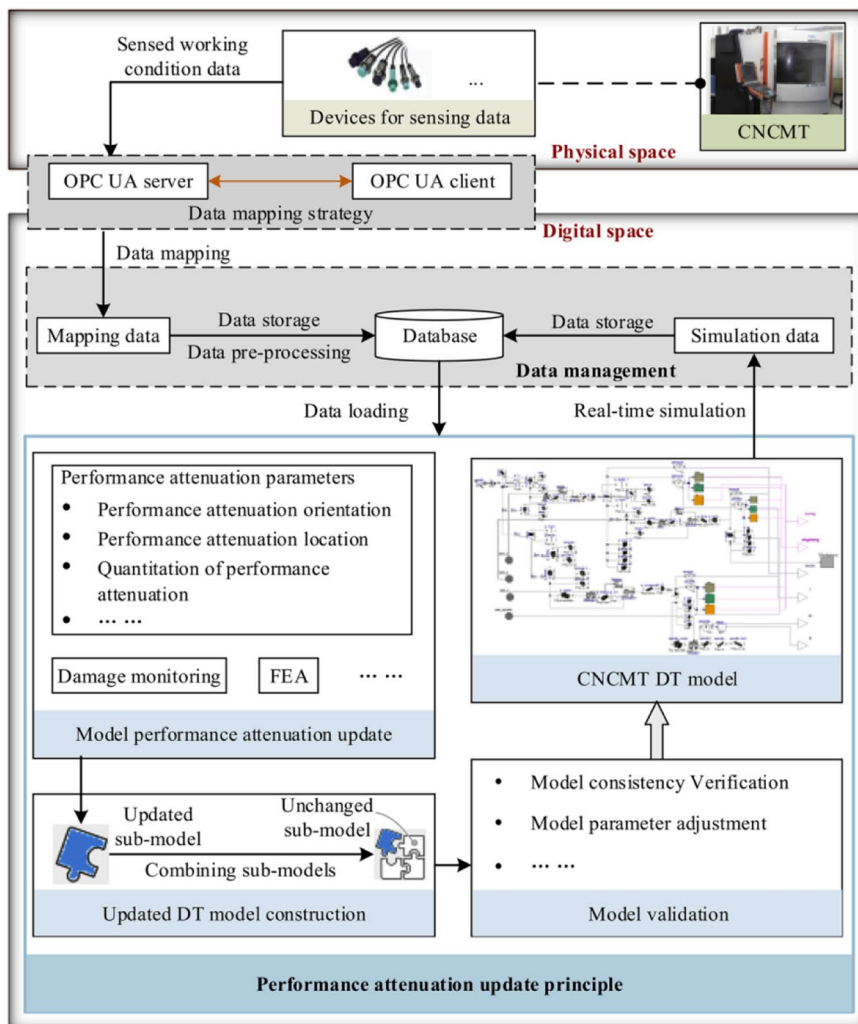 Sensed working
condition data
...
Devices for sensing data
CNCMT
Physical space
OPC UA server
OPC UA client
Data mapping strategy
Digital space
Data mapping
Mapping data
Data storage
Data pre-processing
Database
Data storage
Simulation data
Data management
Data loading
Real-time simulation
Performance attenuation parameters
• Performance attenuation orientation
• Performance attenuation location
• Quantitation of performance
attenuation
• … …
Damage monitoring
FEA
… …
Model performance attenuation update
CNCMT DT model
Updated
sub-model
Unchanged
sub-model
Combining sub-models
Updated DT model construction
• Model consistency Verification
• Model parameter adjustment
• … …
Model validation
Performance attenuation update principle